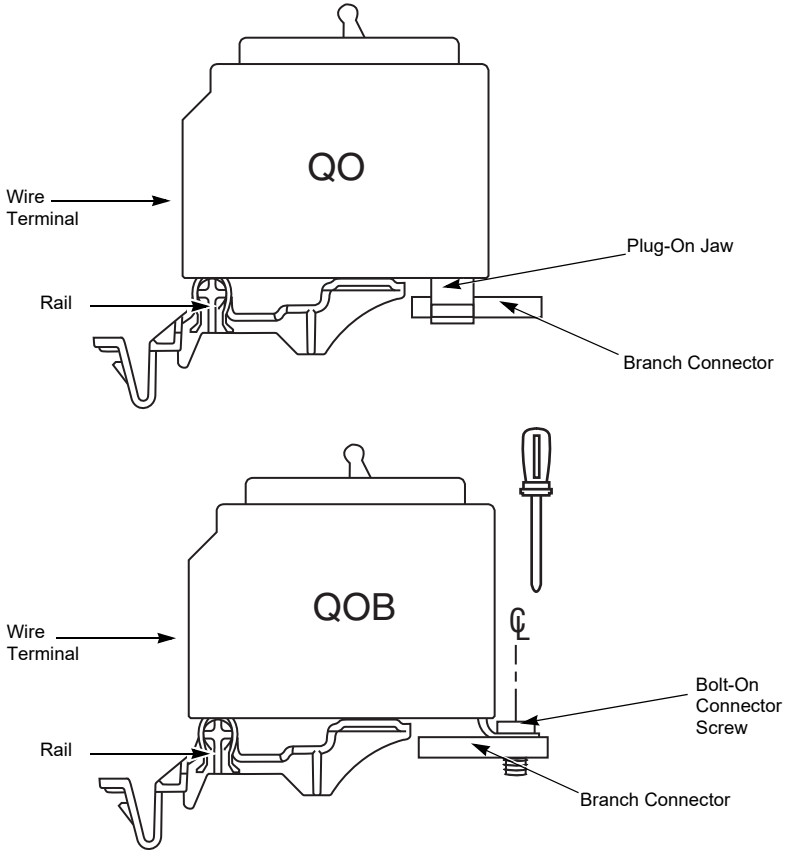 QO
Wire
Terminal
Plug-On Jaw
Rail
Branch Connector
QOB
℄
Wire
Terminal
Bolt-On
Connector
Screw
Rail
Branch Connector